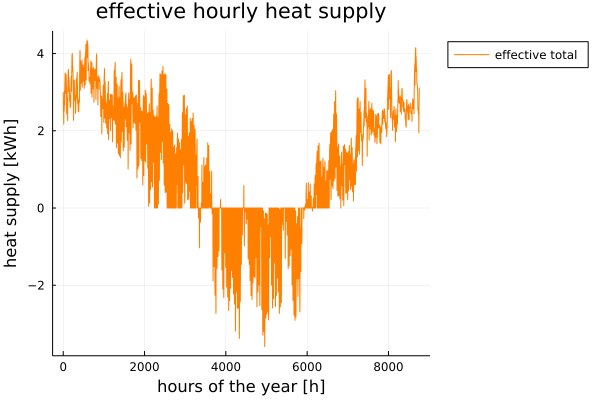 effective hourly heat supply
effective total
heat supply [kWh]
4
2
0
−2
0
2000
4000
6000
8000
hours of the year [h]